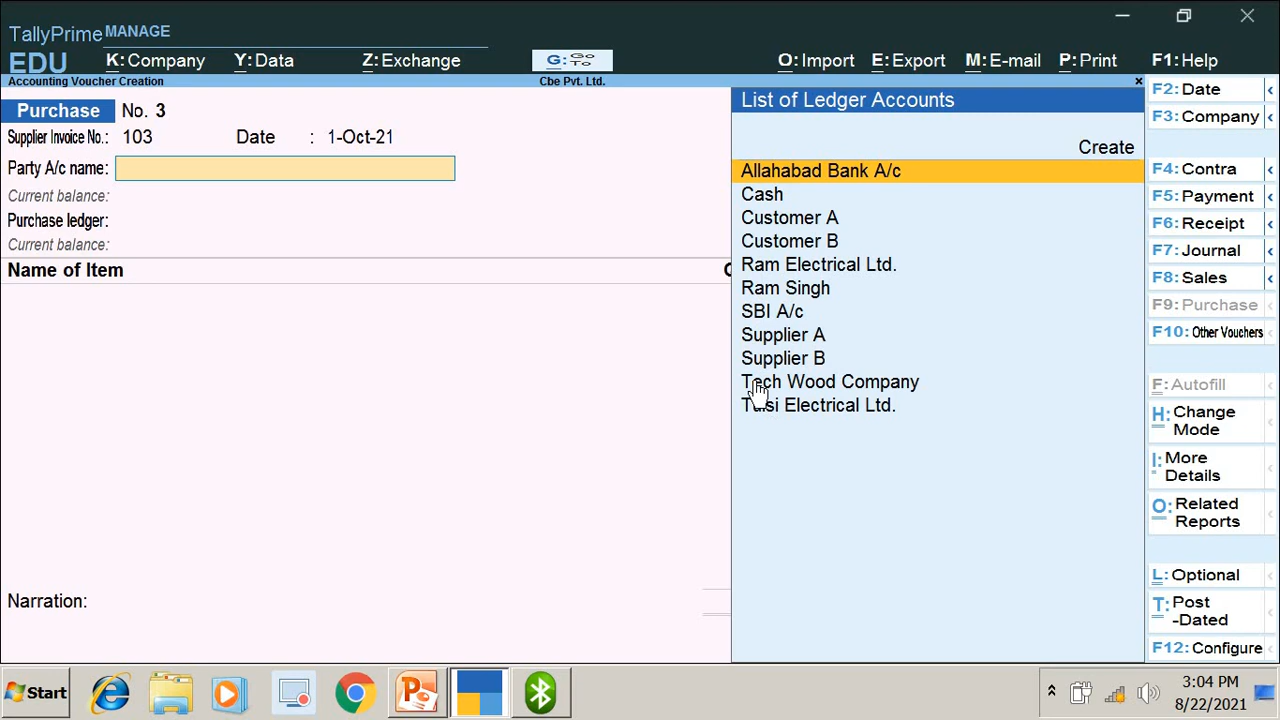 TallyPrime MANAGE
EDU K: Company Y: Data Z: Exchange G: Go To O: Import E: Export M: E-mail P: Print F1: Help
Accounting Voucher Creation Cbe Pvt. Ltd.
Purchase No. 3
Supplier Invoice No.: 103 Date : 1-Oct-21
Party A/c name:
Current balance:
Purchase ledger:
Current balance:
Name of Item
Narration:
List of Ledger Accounts
Create
Allahabad Bank A/c
Cash
Customer A
Customer B
Ram Electrical Ltd.
Ram Singh
SBI A/c
Supplier A
Supplier B
Tech Wood Company
Tulsi Electrical Ltd.
F2: Date
F3: Company
F4: Contra
F5: Payment
F6: Receipt
F7: Journal
F8: Sales
F9: Purchase
F10: Other Vouchers
F: Autofill
H: Change
Mode
I: More
Details
O: Related
Reports
L: Optional
T: Post
-Dated
F12: Configure
Start
3:04 PM
8/22/2021